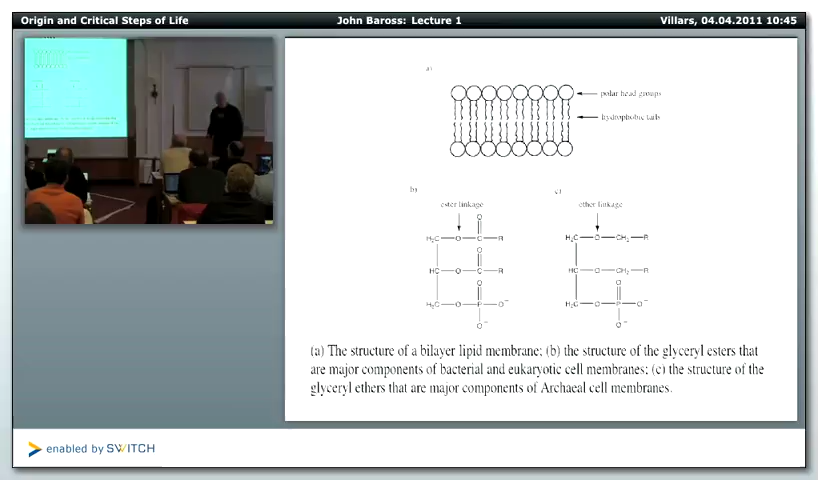 Origin and Critical Steps of Life
John Baross: Lecture 1
Villars, 04.04.2011 10:45
a)
polar head groups
hydrophobic tails
b)
c)
ester linkage
ether linkage
O
H₂C O C R
O
HC O C R
O
H₂C O P O⁻
O⁻
H₂C O CH₂ R
HC O CH₂ R
O
H₂C O P O⁻
O⁻
(a) The structure of a bilayer lipid membrane; (b) the structure of the glyceryl esters that
are major components of bacterial and eukaryotic cell membranes; (c) the structure of the
glyceryl ethers that are major components of Archaeal cell membranes.
enabled by SWITCH